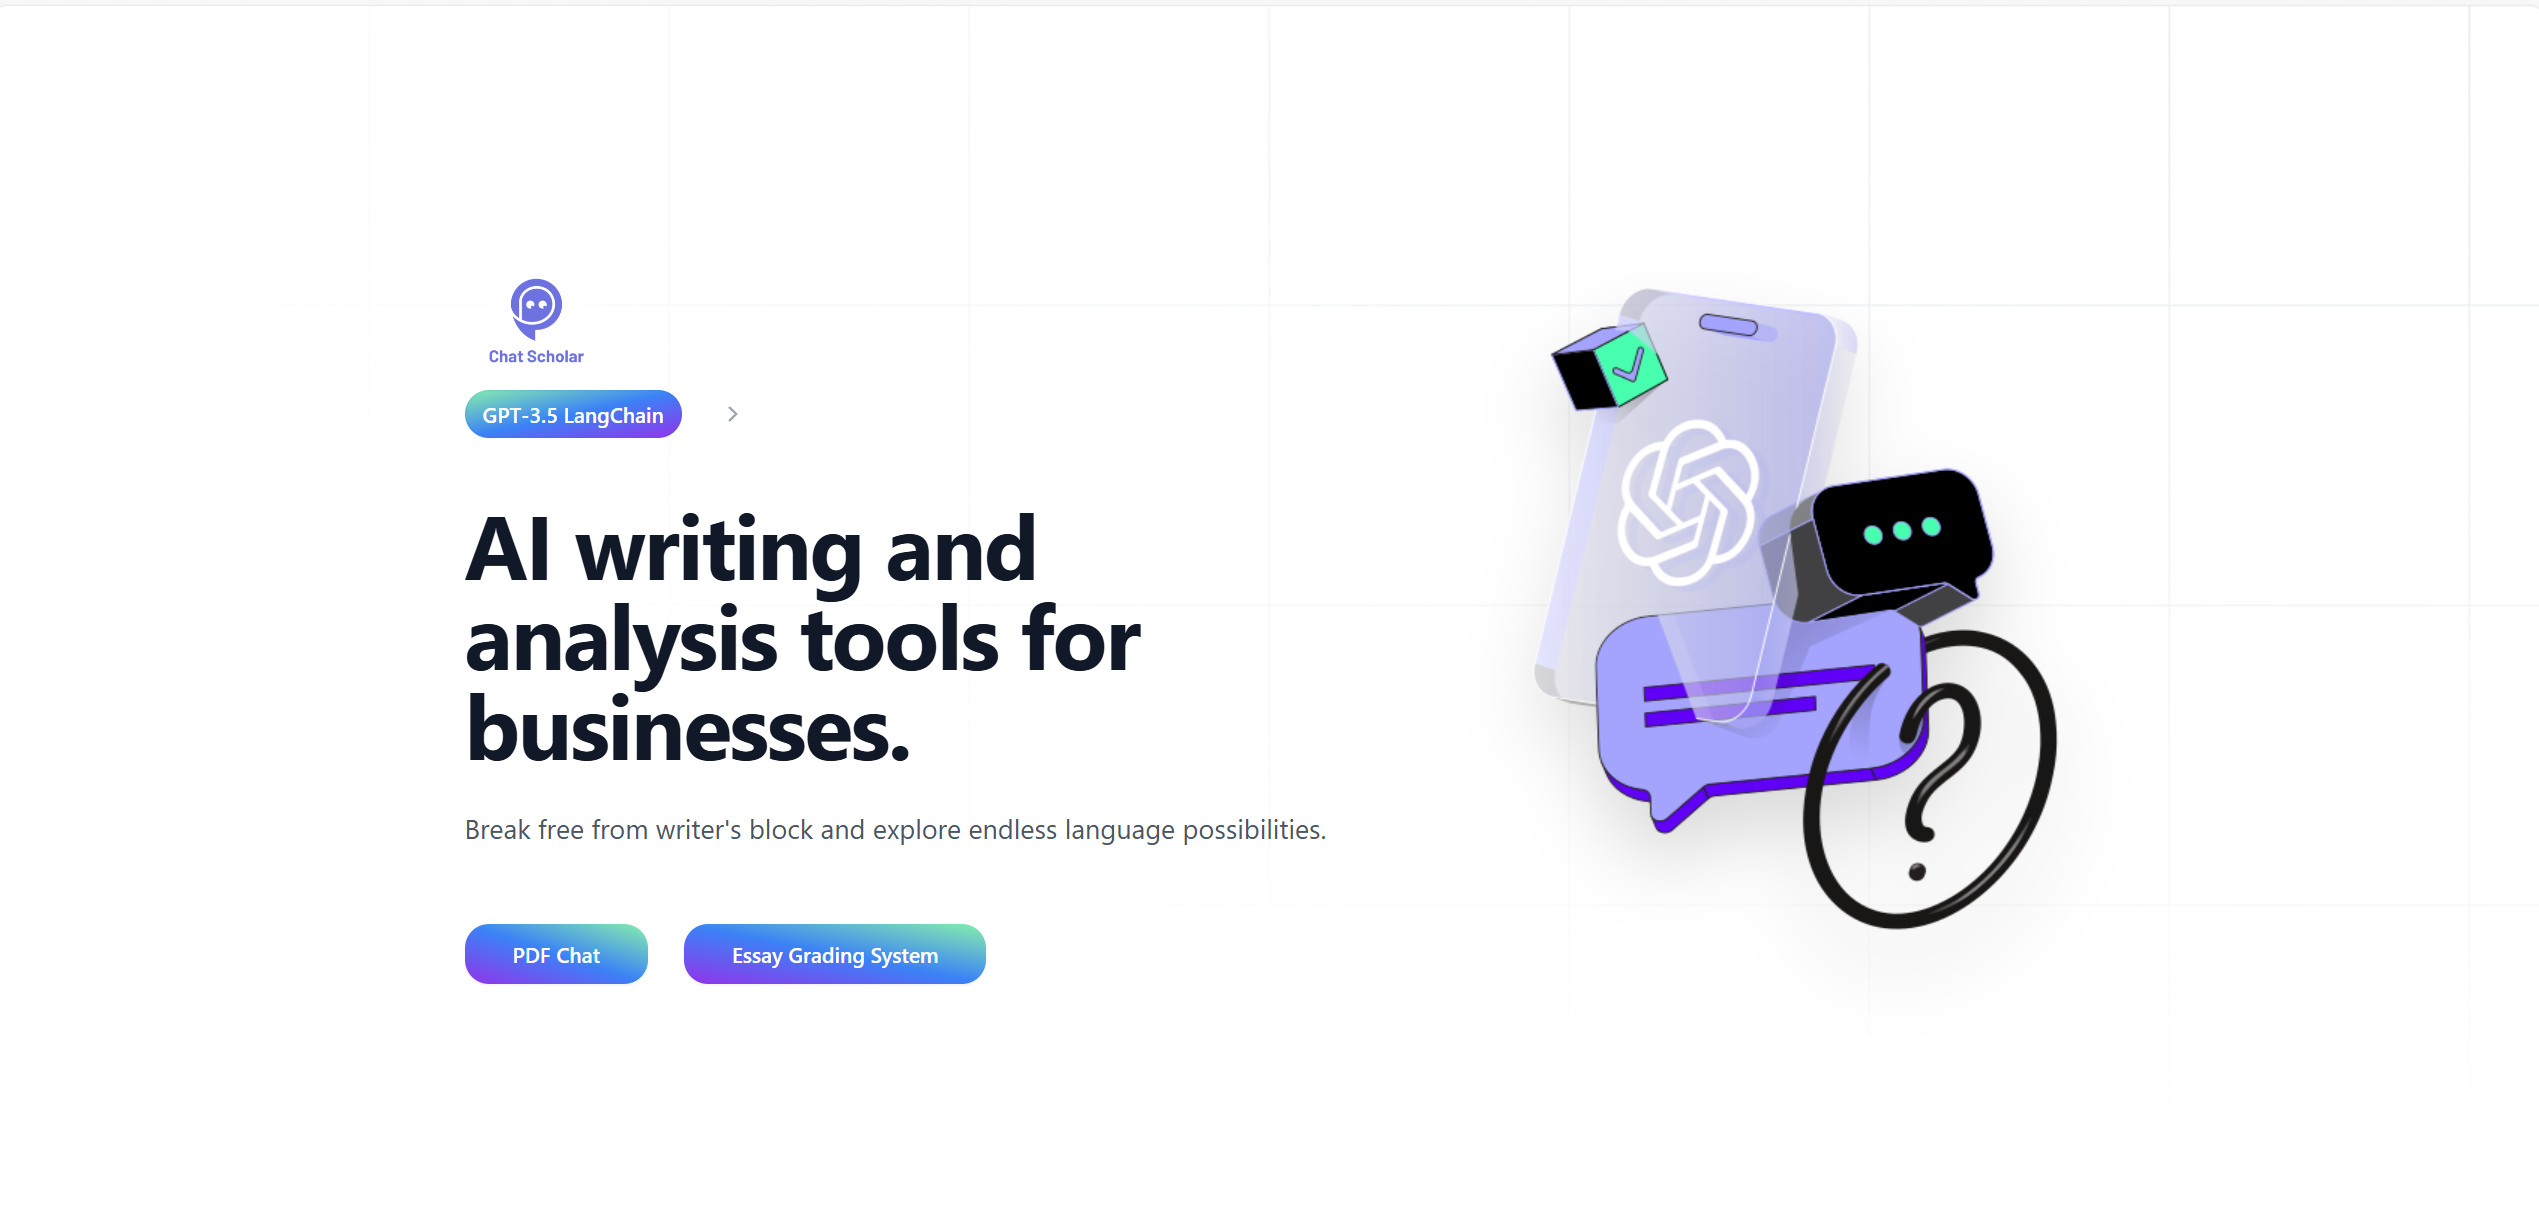 Chat Scholar
GPT-3.5 LangChain
AI writing and
analysis tools for
businesses.
Break free from writer's block and explore endless language possibilities.
PDF Chat
Essay Grading System